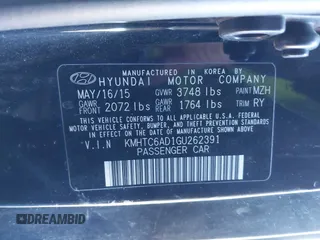 MANUFACTURED IN KOREA BY
HYUNDAI MOTOR COMPANY
MAY/16/15 GVWR 3748 lbs PAINT MZH
GAWR FRONT 2072 lbs GAWR REAR 1764 lbs TRIM RY
THIS VEHICLE CONFORMS TO ALL APPLICABLE
FEDERAL MOTOR VEHICLE SAFETY, BUMPER, AND
THEFT PREVENTION STANDARDS IN EFFECT ON
THE DATE OF MANUFACTURE SHOWN ABOVE.
V.I.N KMHTC6AD1GU262391
PASSENGER CAR
DREAMBID